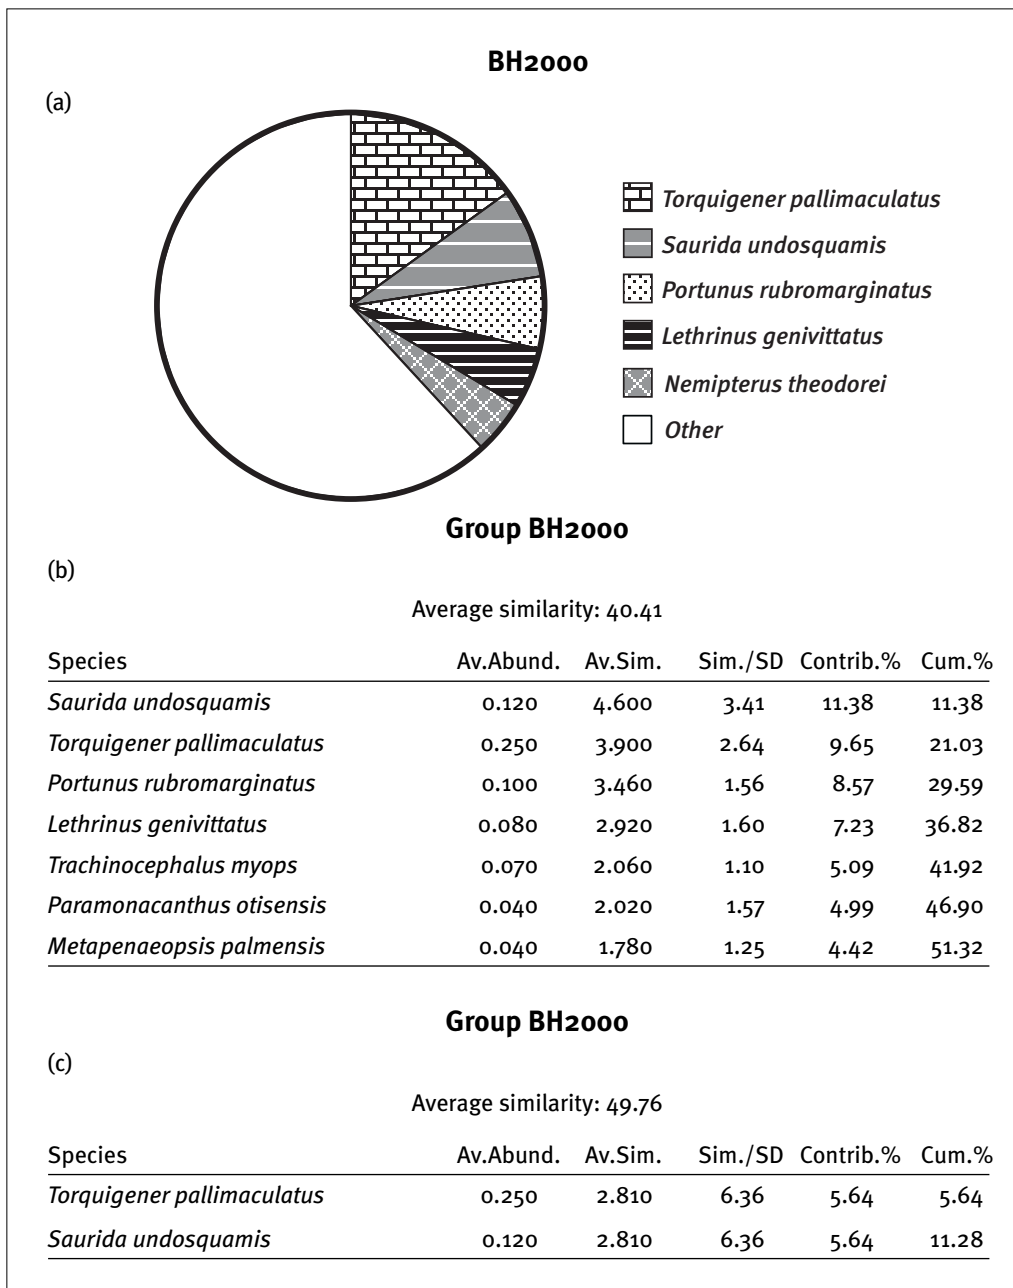 BH2000
(a)
Torquigener pallimaculatus
Saurida undosquamis
Portunus rubromarginatus
Lethrinus genivittatus
Nemipterus theodorei
Other
Group BH2000
(b)
Average similarity: 40.41
Species Av.Abund. Av.Sim. Sim./SD Contrib.% Cum.%
Saurida undosquamis 0.120 4.600 3.41 11.38 11.38
Torquigener pallimaculatus 0.250 3.900 2.64 9.65 21.03
Portunus rubromarginatus 0.100 3.460 1.56 8.57 29.59
Lethrinus genivittatus 0.080 2.920 1.60 7.23 36.82
Trachinocephalus myops 0.070 2.060 1.10 5.09 41.92
Paramonacanthus otisensis 0.040 2.020 1.57 4.99 46.90
Metapenaeopsis palmensis 0.040 1.780 1.25 4.42 51.32
Group BH2000
(c)
Average similarity: 49.76
Species Av.Abund. Av.Sim. Sim./SD Contrib.% Cum.%
Torquigener pallimaculatus 0.250 2.810 6.36 5.64 5.64
Saurida undosquamis 0.120 2.810 6.36 5.64 11.28